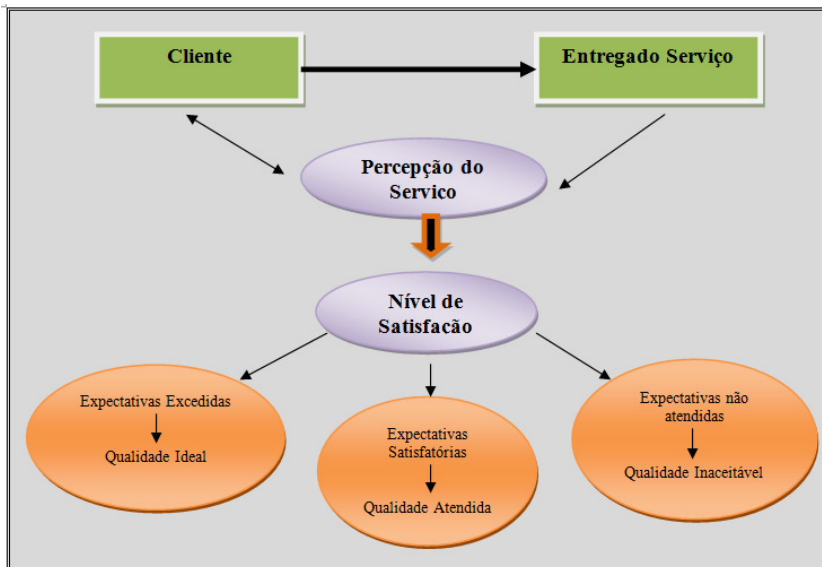 Cliente
Entregado Serviço
Percepção do
Servico
Nível de
Satisfacão
Expectativas Excedidas
Qualidade Ideal
Expectativas
Satisfatórias
Qualidade Atendida
Expectativas não
atendidas
Qualidade Inaceitável